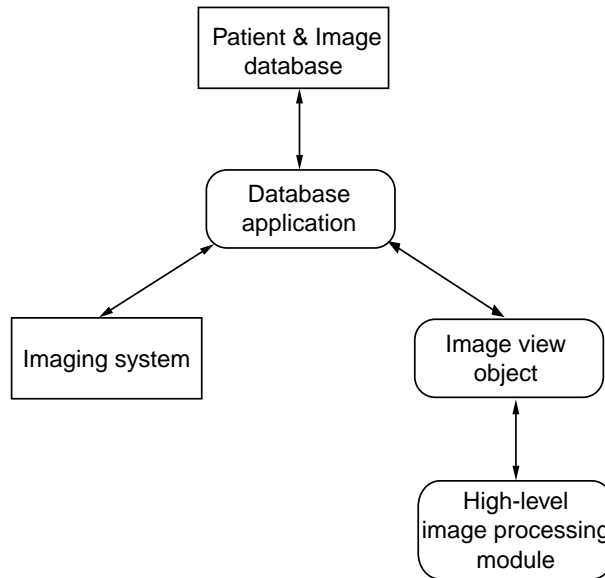 Patient & Image
database
Database
application
Imaging system
Image view
object
High-level
image processing
module